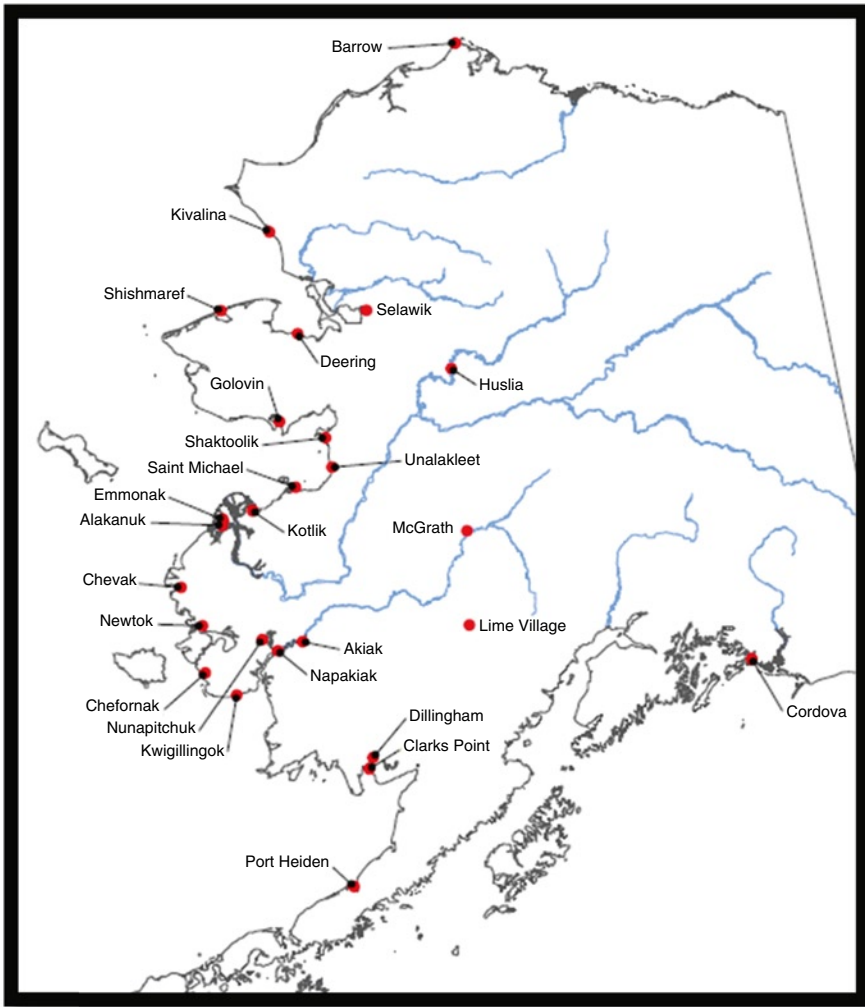 Barrow
Kivalina
Shishmaref
Selawik
Deering
Golovin
Huslia
Shaktoolik
Unalakleet
Saint Michael
Emmonak
Alakanuk
Kotlik
McGrath
Chevak
Newtok
Lime Village
Akiak
Napakiak
Chefornak
Nunapitchuk
Kwigillingok
Cordova
Dillingham
Clarks Point
Port Heiden